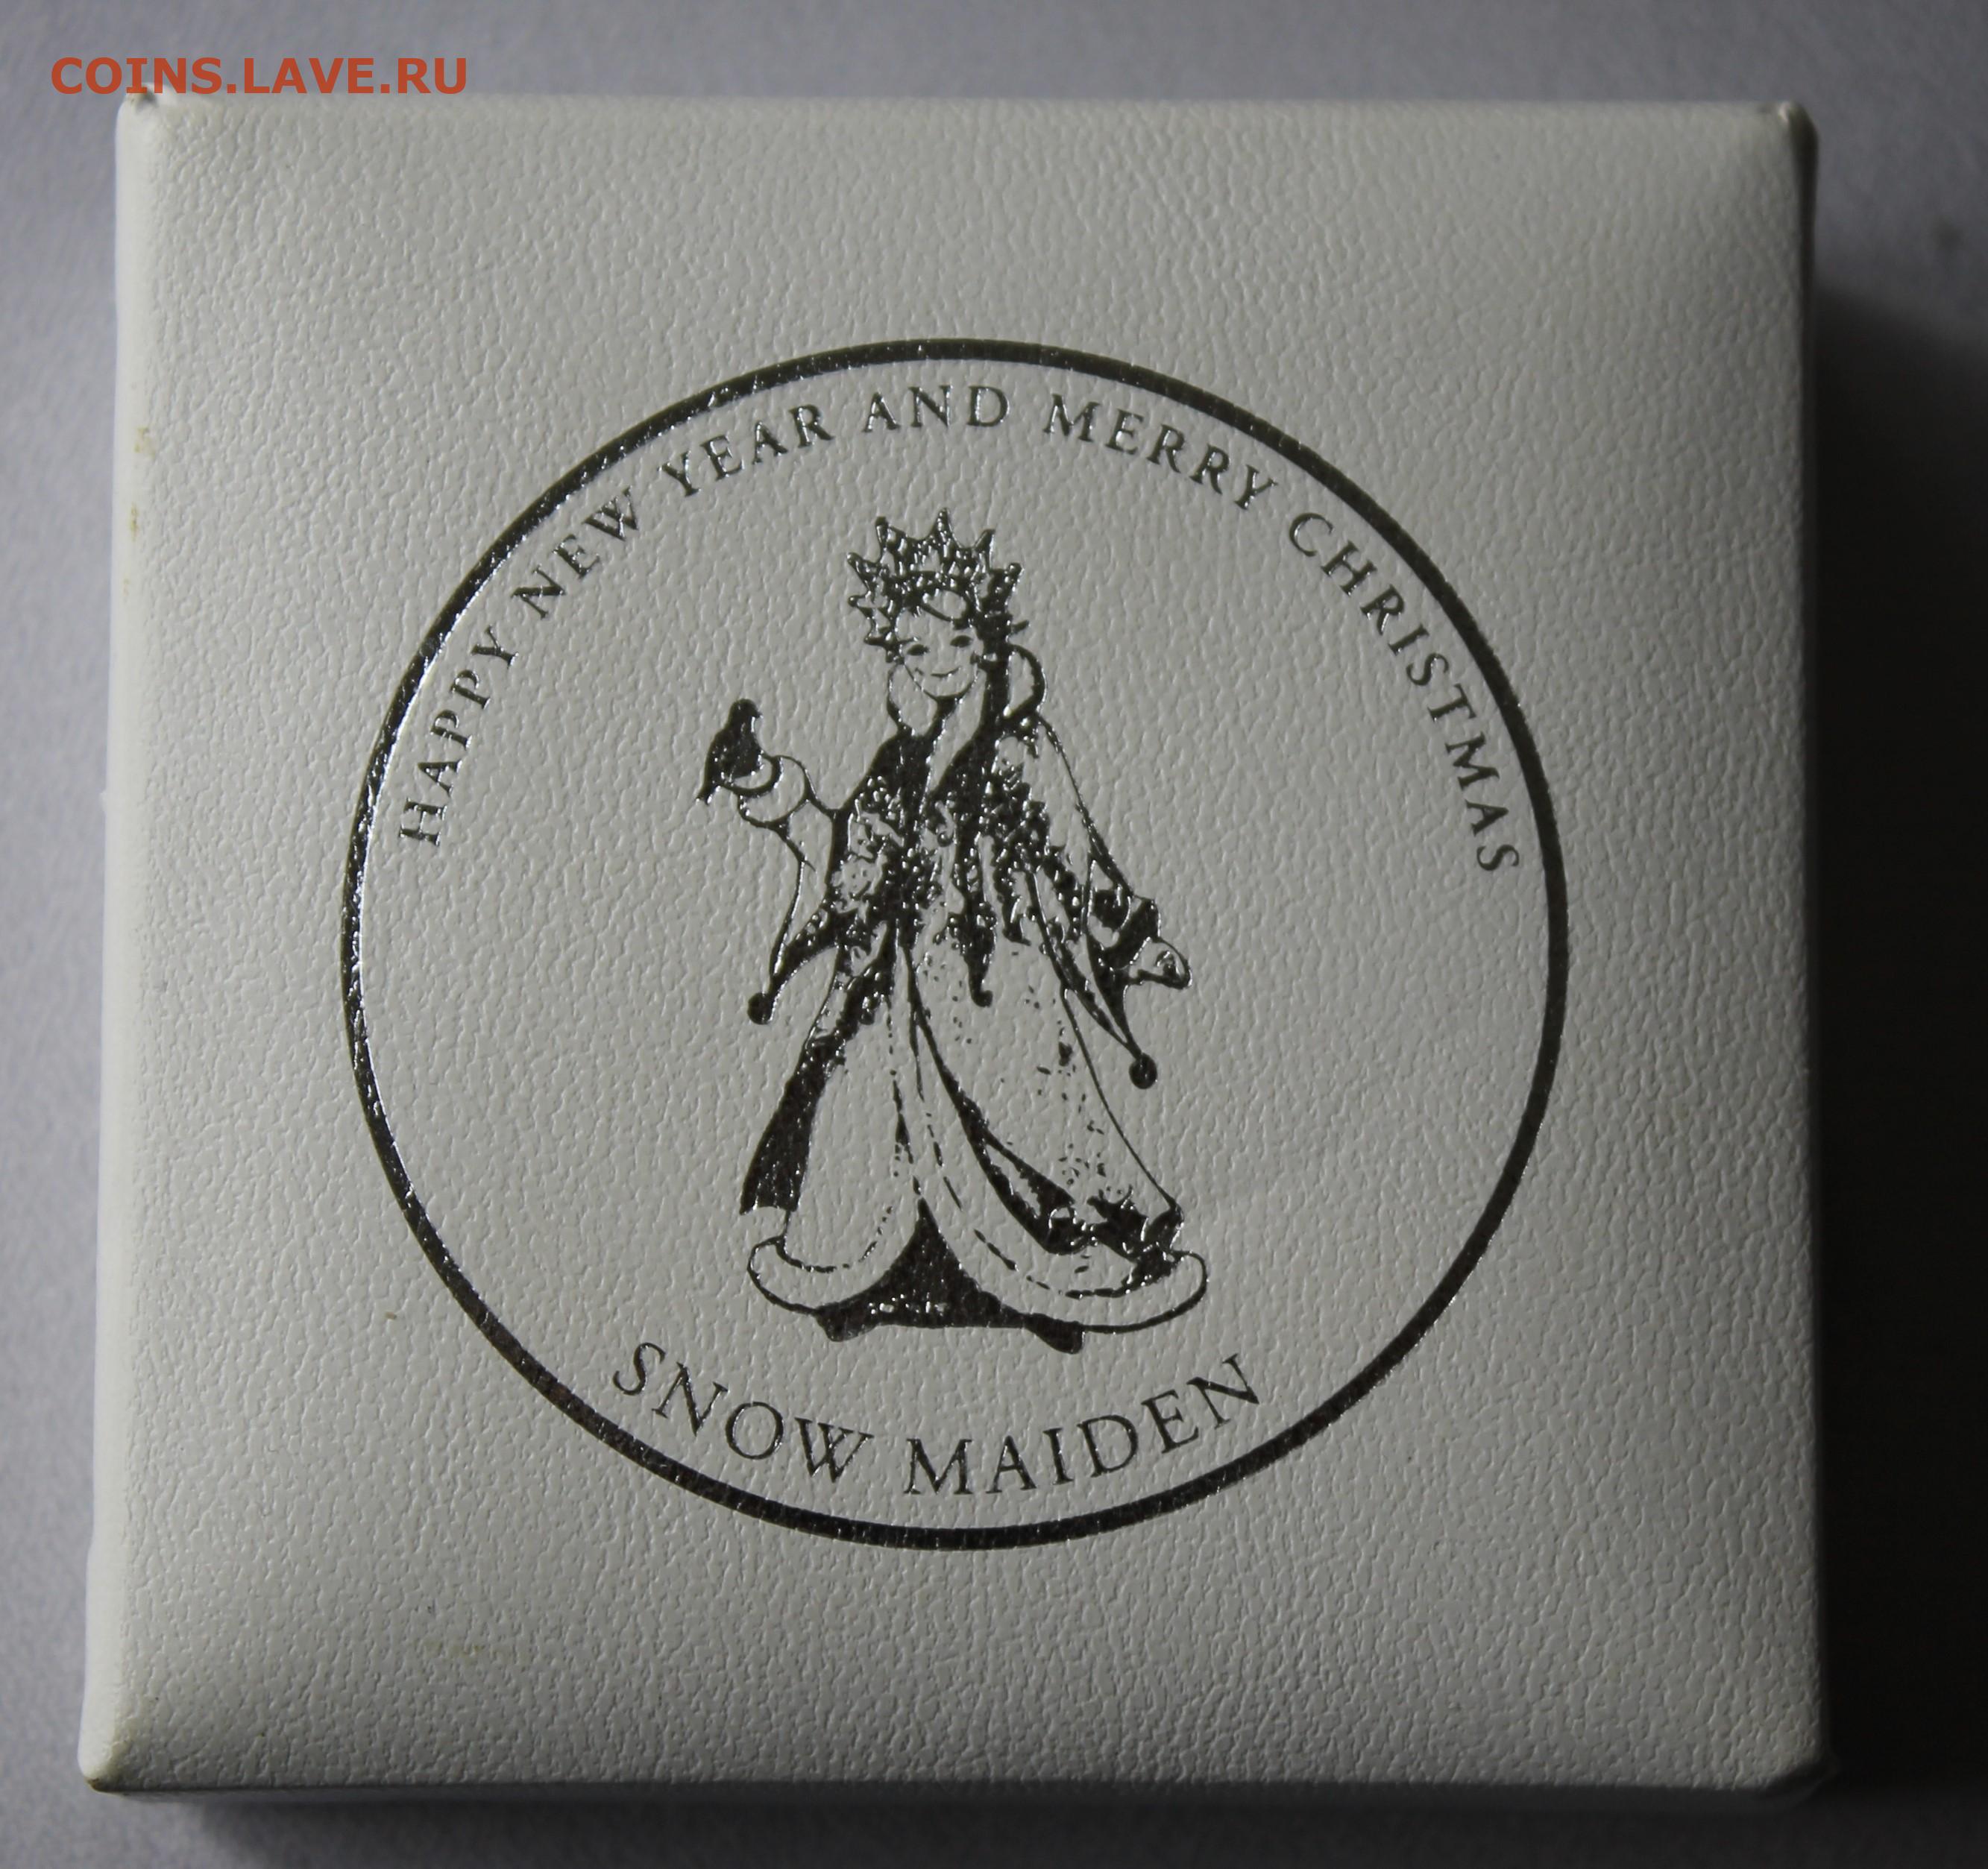 COINS.LAVE.RU
HAPPY NEW YEAR AND MERRY CHRISTMAS
SNOW MAIDEN